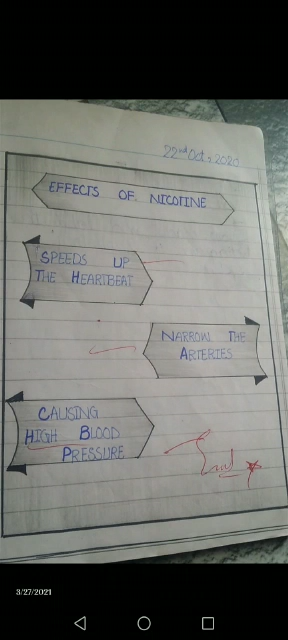 22nd Oct, 2020
EFFECTS OF NICOTINE
SPEEDS UP
THE HEARTBEAT
NARROW THE
ARTERIES
CAUSING
HIGH BLOOD
PRESSURE
3/27/2021